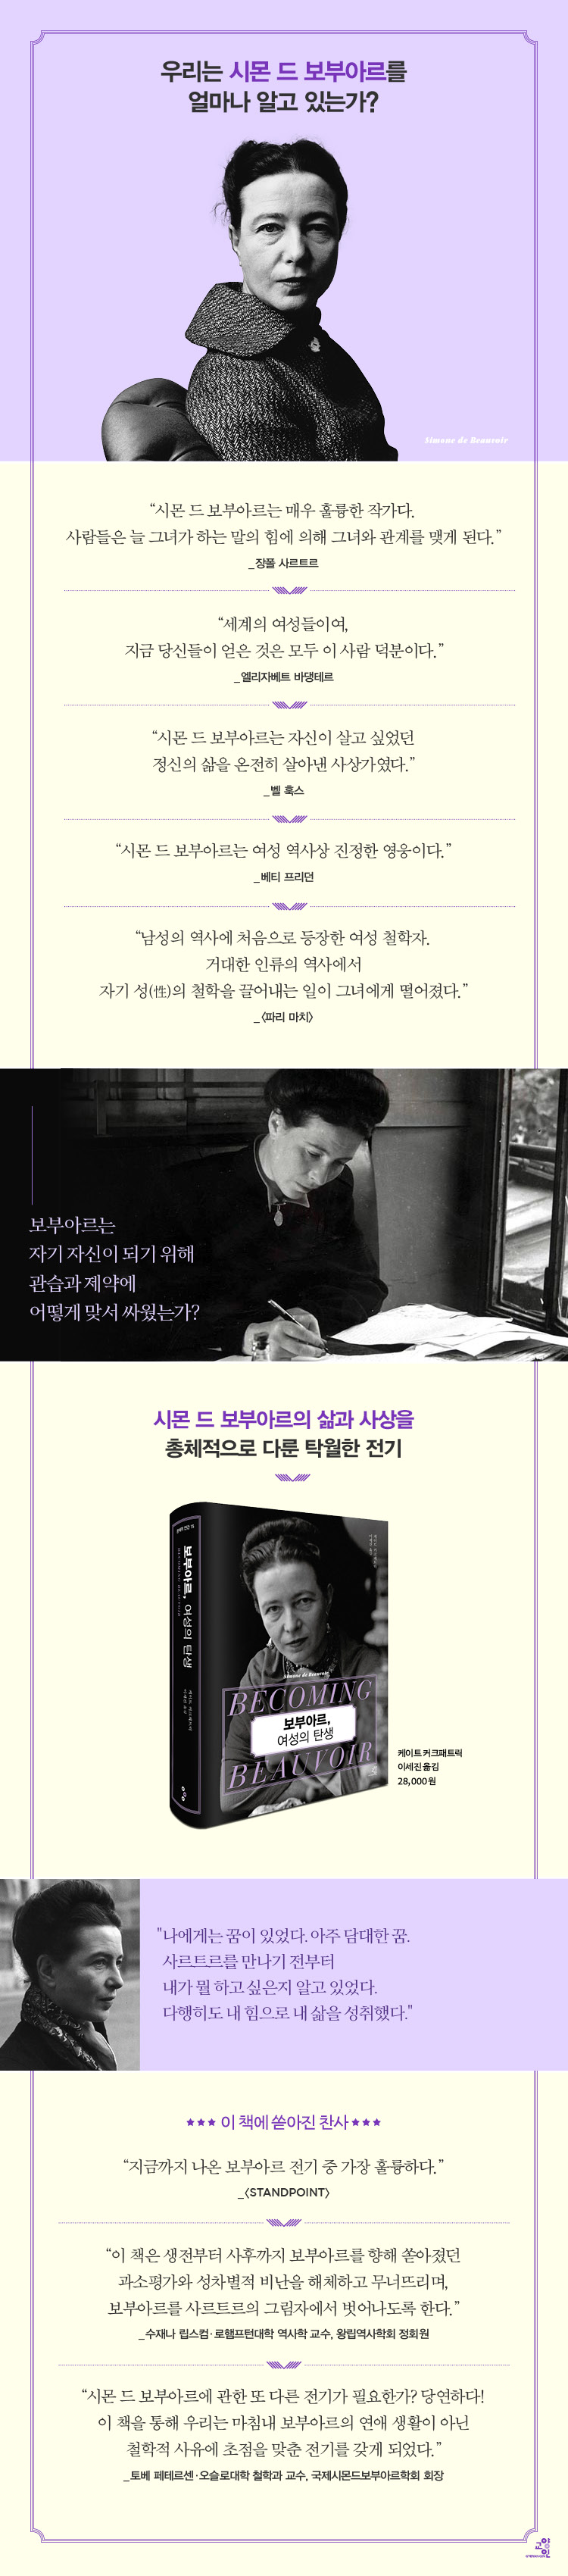 우리는 시몬 드 보부아르를
얼마나 알고 있는가?
Simone de Beauvoir
“시몬 드 보부아르는 매우 훌륭한 작가다.
사람들은 늘 그녀가 하는 말의 힘에 의해 그녀와 관계를 맺게 된다.”
_장폴 사르트르
“세계의 여성들이여,
지금 당신들이 얻은 것은 모두 이 사람 덕분이다.”
_엘리자베트 바댕테르
“시몬 드 보부아르는 자신이 살고 싶었던
정신의 삶을 온전히 살아낸 사상가였다.”
_벨 훅스
“시몬 드 보부아르는 여성 역사상 진정한 영웅이다.”
_베티 프리던
“남성의 역사에 처음으로 등장한 여성 철학자.
거대한 인류의 역사에서
자기 성(性)의 철학을 끌어내는 일이 그녀에게 떨어졌다.”
_〈파리 마치〉
보부아르는
자기 자신이 되기 위해
관습과 제약에
어떻게 맞서 싸웠는가?
시몬 드 보부아르의 삶과 사상을
총체적으로 다룬 탁월한 전기
보부아르, 여성의 탄생
BECOMING BEAUVOIR
Simone de Beauvoir
BECOMING
보부아르,
여성의 탄생
BEAUVOIR
케이트 커크패트릭
이세진 옮김
28,000원
"나에게는 꿈이 있었다. 아주 담대한 꿈.
사르트르를 만나기 전부터
내가 뭘 하고 싶은지 알고 있었다.
다행히도 내 힘으로 내 삶을 성취했다."
★★★ 이 책에 쏟아진 찬사 ★★★
“지금까지 나온 보부아르 전기 중 가장 훌륭하다.”
_〈STANDPOINT〉
“이 책은 생전부터 사후까지 보부아르를 향해 쏟아졌던
과소평가와 성차별적 비난을 해체하고 무너뜨리며,
보부아르를 사르트르의 그림자에서 벗어나도록 한다.”
_수재나 립스컴·로햄프턴대학 역사학 교수, 왕립역사학회 정회원
“시몬 드 보부아르에 관한 또 다른 전기가 필요한가? 당연하다!
이 책을 통해 우리는 마침내 보부아르의 연애 생활이 아닌
철학적 사유에 초점을 맞춘 전기를 갖게 되었다.”
_토베 페테르센·오슬로대학 철학과 교수, 국제시몬드보부아르학회 회장
교양인